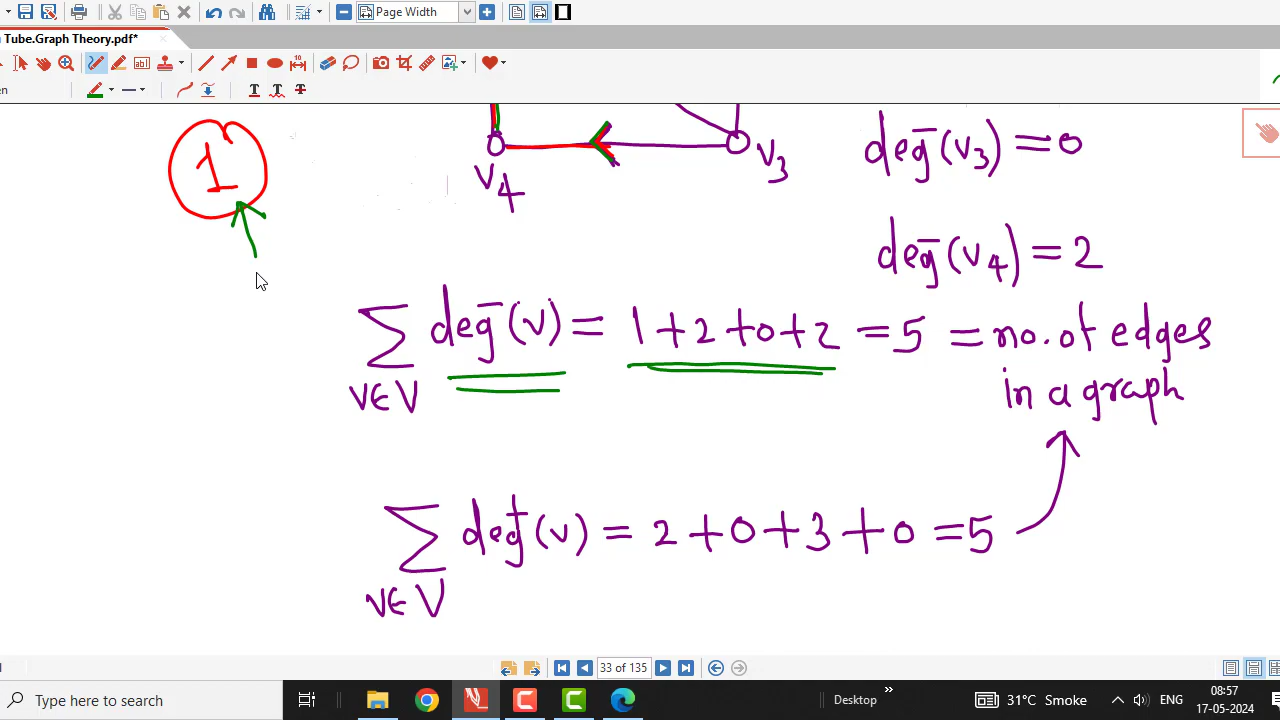 Page Width
Tube.Graph Theory.pdf*
1
V4
V3
deg⁻(V3) = 0
deg⁻(V4) = 2
∑ deg⁻(V) = 1 + 2 + 0 + 2 = 5 = no. of edges
V∈V
in a graph
∑ deg⁺(V) = 2 + 0 + 3 + 0 = 5
V∈V
33 of 135
Type here to search
Desktop
31°C Smoke
ENG
08:57
17-05-2024